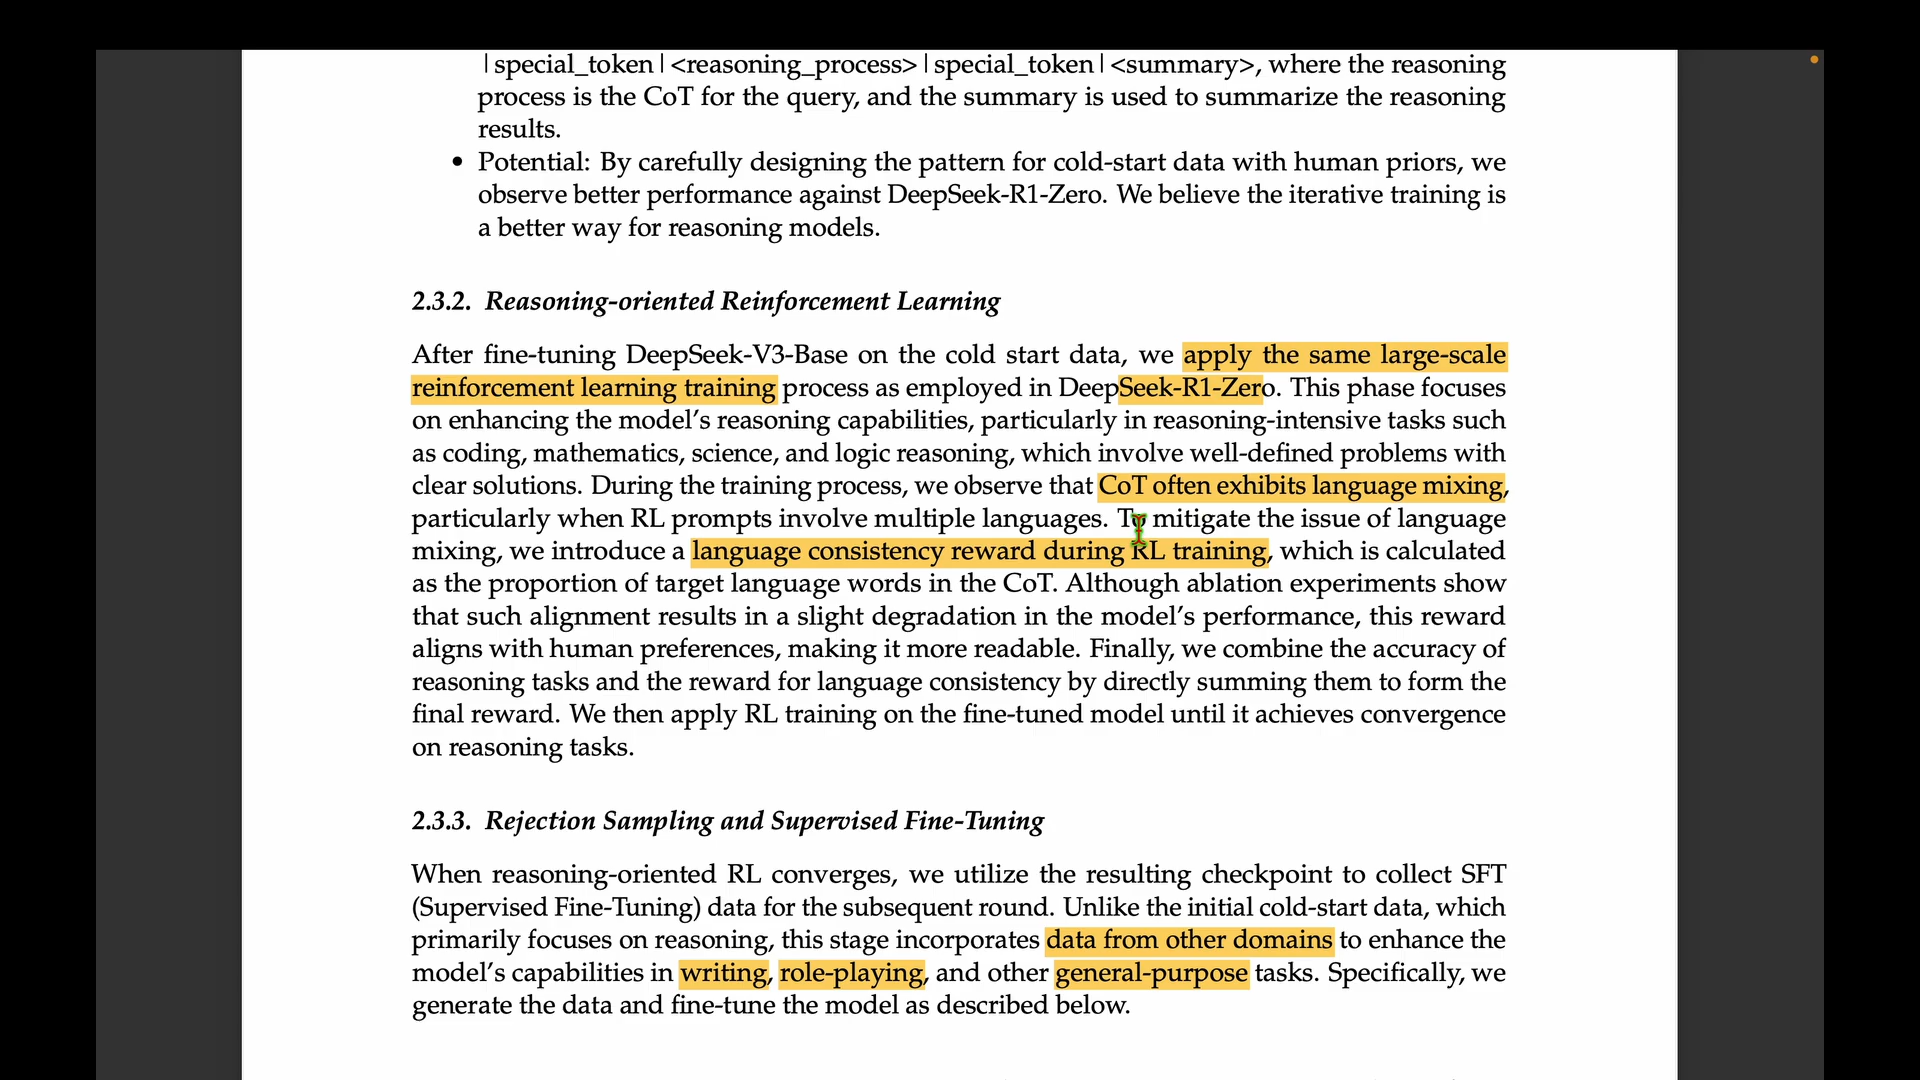 |special_token|<reasoning_process>|special_token|<summary>, where the reasoning
process is the CoT for the query, and the summary is used to summarize the reasoning
results.
• Potential: By carefully designing the pattern for cold-start data with human priors, we
observe better performance against DeepSeek-R1-Zero. We believe the iterative training is
a better way for reasoning models.
2.3.2. Reasoning-oriented Reinforcement Learning
After fine-tuning DeepSeek-V3-Base on the cold start data, we apply the same large-scale
reinforcement learning training process as employed in DeepSeek-R1-Zero. This phase focuses
on enhancing the model's reasoning capabilities, particularly in reasoning-intensive tasks such
as coding, mathematics, science, and logic reasoning, which involve well-defined problems with
clear solutions. During the training process, we observe that CoT often exhibits language mixing,
particularly when RL prompts involve multiple languages. To mitigate the issue of language
mixing, we introduce a language consistency reward during RL training, which is calculated
as the proportion of target language words in the CoT. Although ablation experiments show
that such alignment results in a slight degradation in the model's performance, this reward
aligns with human preferences, making it more readable. Finally, we combine the accuracy of
reasoning tasks and the reward for language consistency by directly summing them to form the
final reward. We then apply RL training on the fine-tuned model until it achieves convergence
on reasoning tasks.
2.3.3. Rejection Sampling and Supervised Fine-Tuning
When reasoning-oriented RL converges, we utilize the resulting checkpoint to collect SFT
(Supervised Fine-Tuning) data for the subsequent round. Unlike the initial cold-start data, which
primarily focuses on reasoning, this stage incorporates data from other domains to enhance the
model's capabilities in writing, role-playing, and other general-purpose tasks. Specifically, we
generate the data and fine-tune the model as described below.